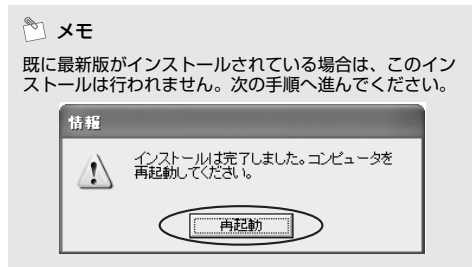 メモ
既に最新版がインストールされている場合は、このイン
ストールは行われません。次の手順へ進んでください。
情報
インストールは完了しました。コンピュータを
再起動してください。
再起動